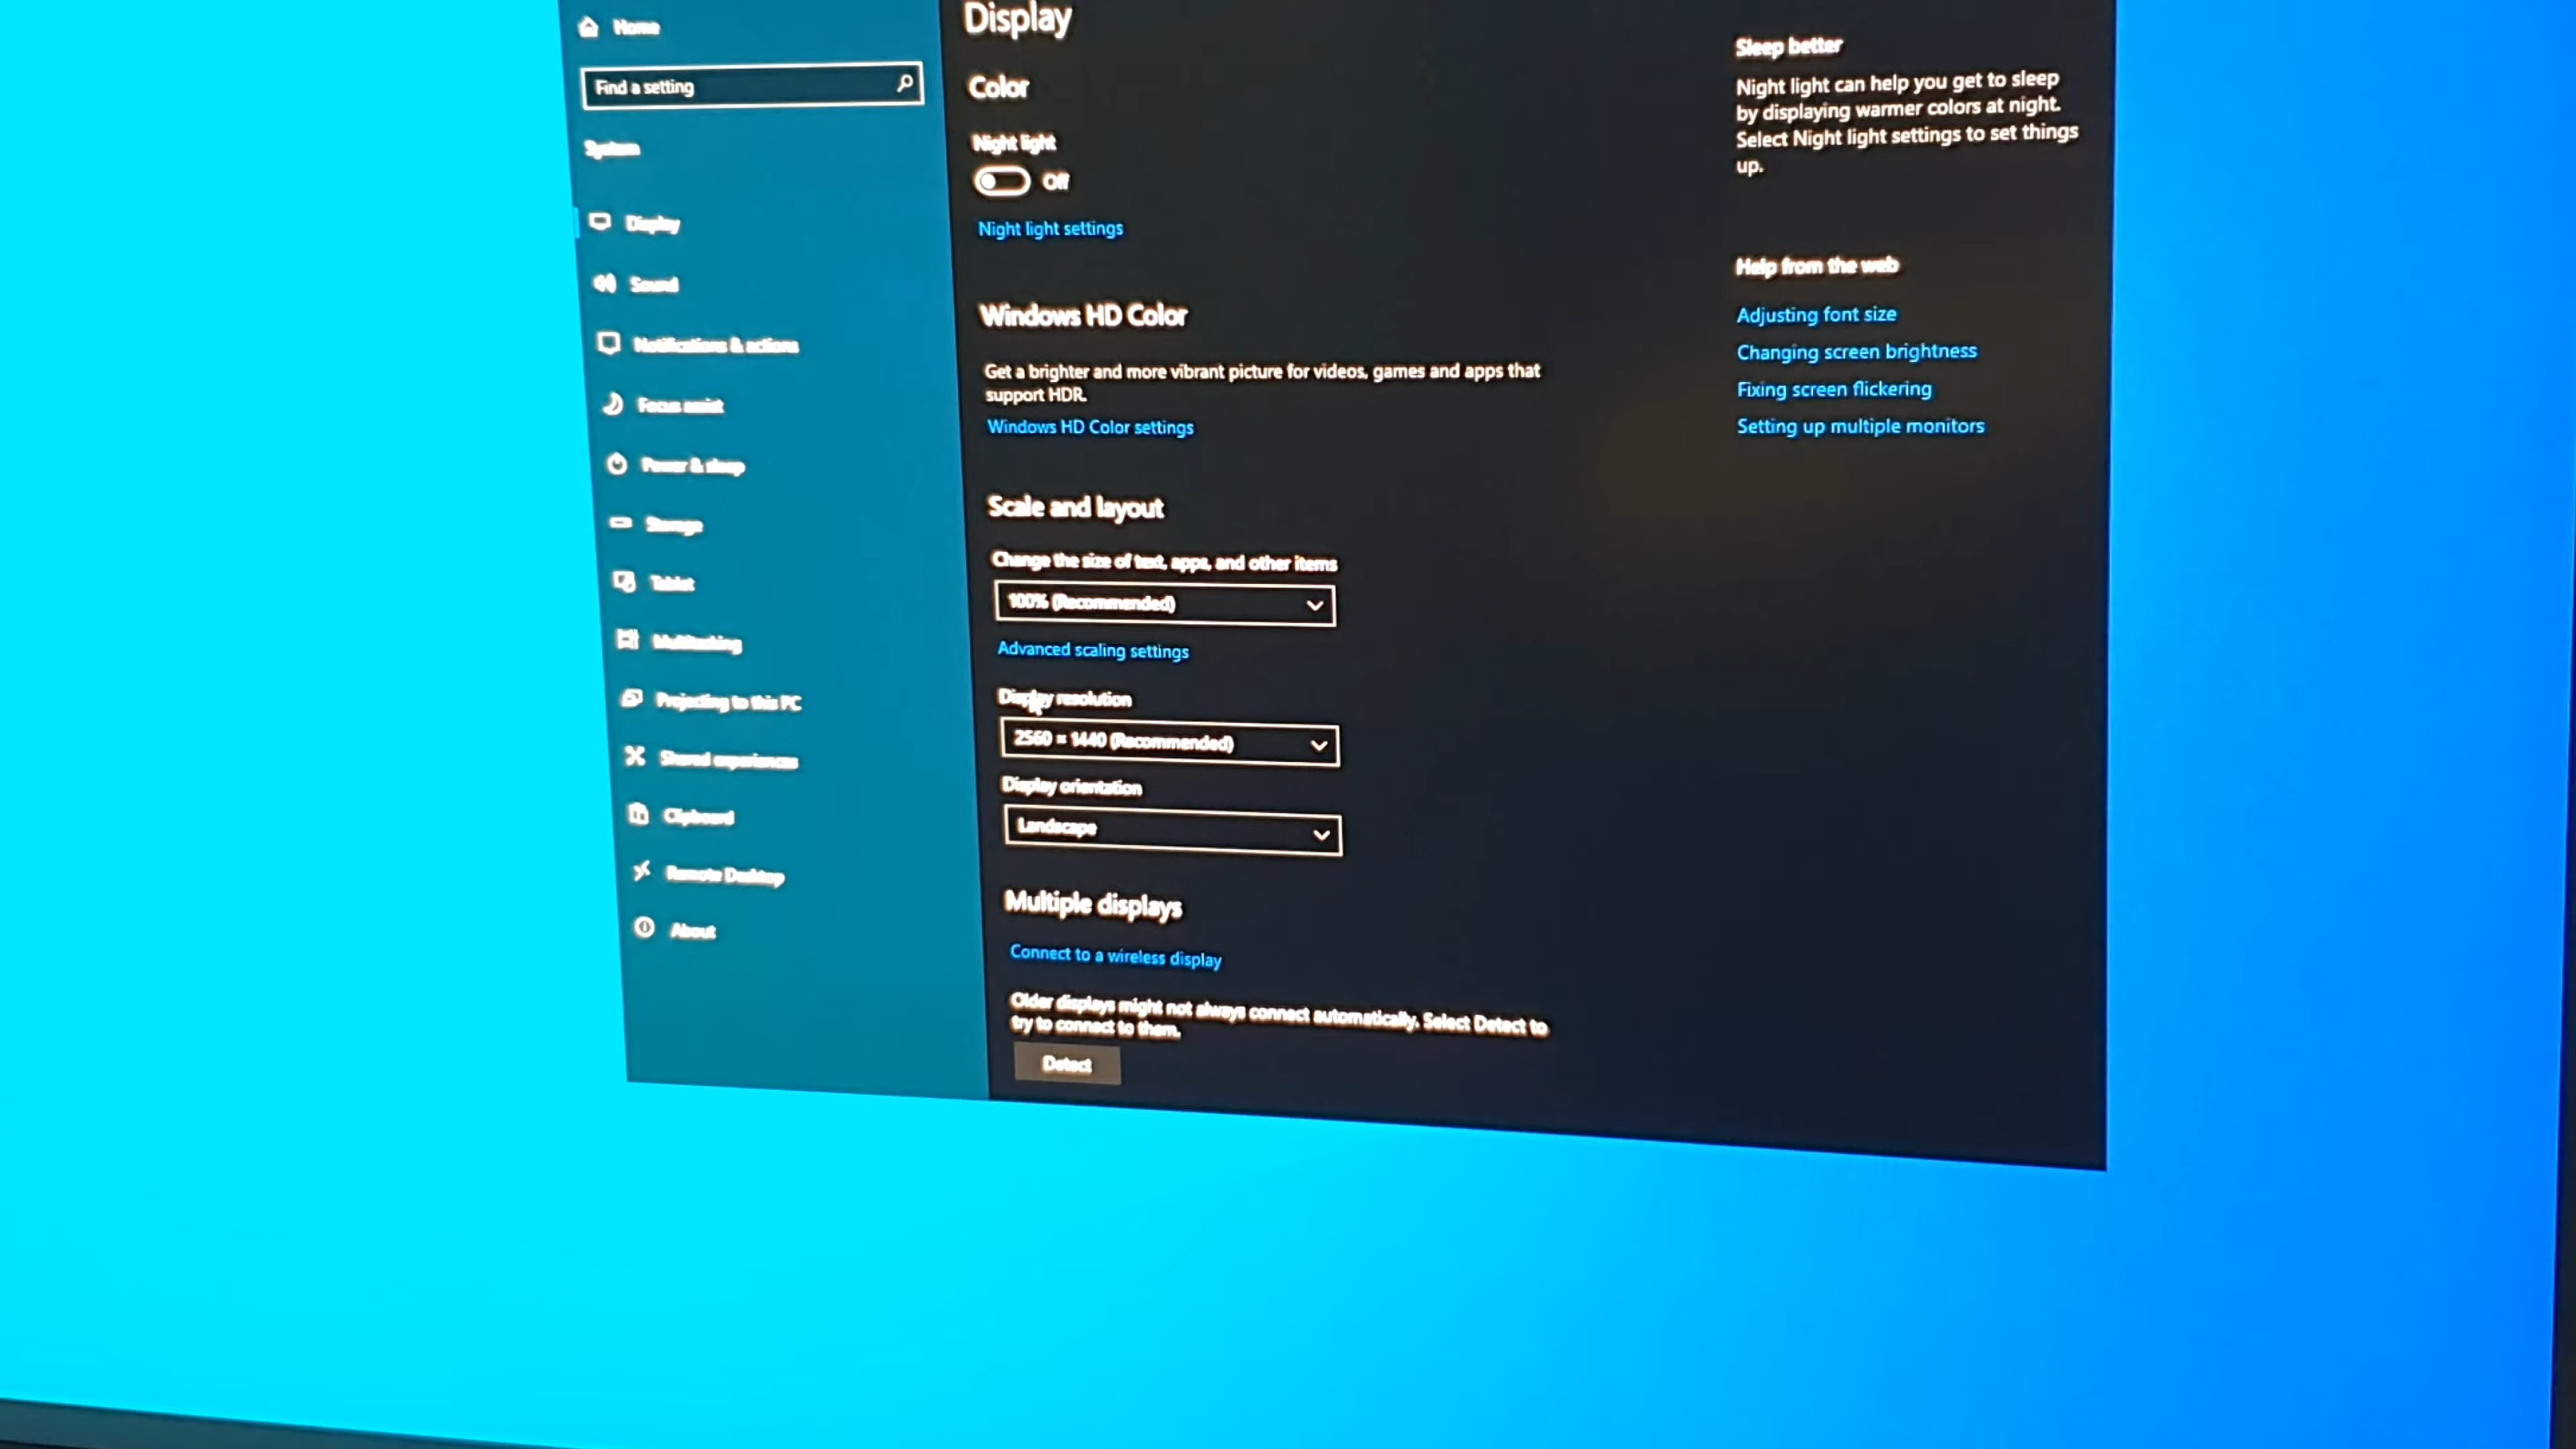 Home
Find a setting
System
Display
Sound
Notifications & actions
Focus assist
Power & sleep
Storage
Tablet
Multitasking
Projecting to this PC
Shared experiences
Clipboard
Remote Desktop
About
Display
Color
Night light
Off
Night light settings
Windows HD Color
Get a brighter and more vibrant picture for videos, games and apps that
support HDR.
Windows HD Color settings
Scale and layout
Change the size of text, apps, and other items
100% (Recommended)
Advanced scaling settings
Display resolution
2560 × 1440 (Recommended)
Display orientation
Landscape
Multiple displays
Connect to a wireless display
Older displays might not always connect automatically. Select Detect to
try to connect to them.
Detect
Sleep better
Night light can help you get to sleep
by displaying warmer colors at night.
Select Night light settings to set things
up.
Help from the web
Adjusting font size
Changing screen brightness
Fixing screen flickering
Setting up multiple monitors